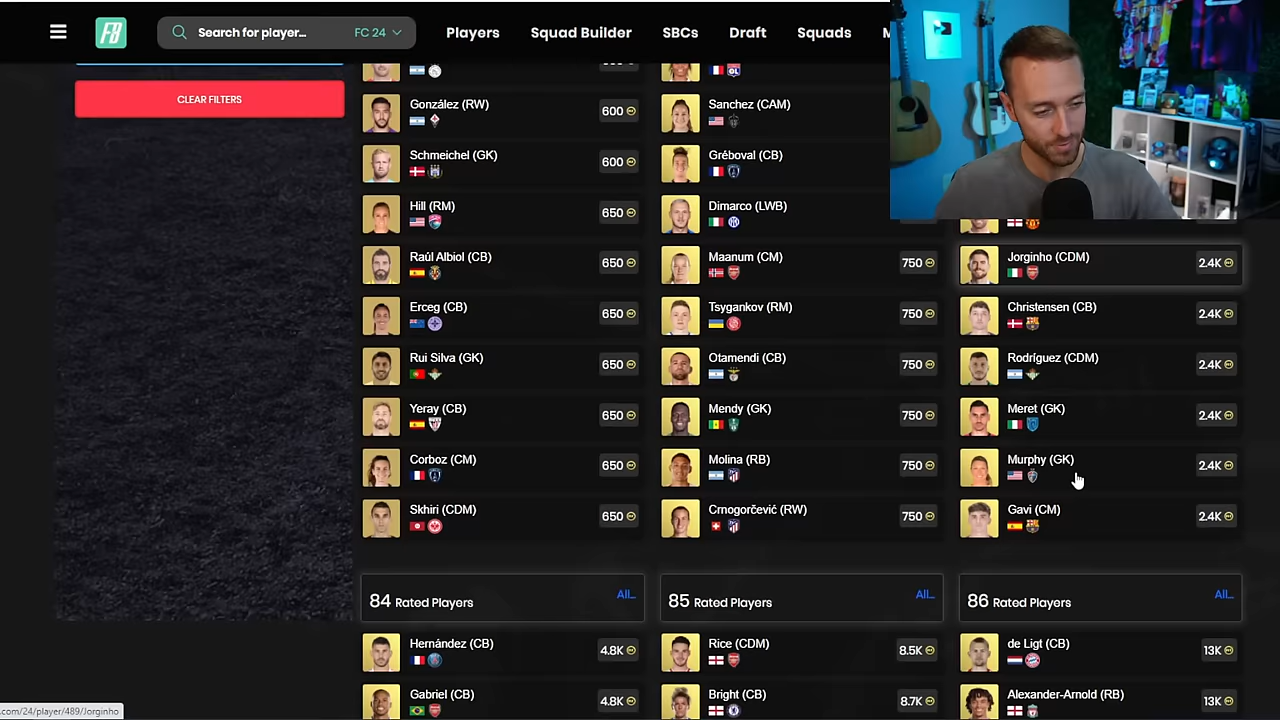 FB
Search for player...
FC 24
Players
Squad Builder
SBCs
Draft
Squads
M
CLEAR FILTERS
González (RW)
600
Schmeichel (GK)
600
Hill (RM)
650
Raúl Albiol (CB)
650
Erceg (CB)
650
Rui Silva (GK)
650
Yeray (CB)
650
Corboz (CM)
650
Skhiri (CDM)
650
Sanchez (CAM)
Gréboval (CB)
Dimarco (LWB)
Maanum (CM)
750
Tsygankov (RM)
750
Otamendi (CB)
750
Mendy (GK)
750
Molina (RB)
750
Crnogorčević (RW)
750
Jorginho (CDM)
2.4K
Christensen (CB)
2.4K
Rodríguez (CDM)
2.4K
Meret (GK)
2.4K
Murphy (GK)
2.4K
Gavi (CM)
2.4K
84 Rated Players
All...
Hernández (CB)
4.8K
Gabriel (CB)
4.8K
85 Rated Players
All...
Rice (CDM)
8.5K
Bright (CB)
8.7K
86 Rated Players
All...
de Ligt (CB)
13K
Alexander-Arnold (RB)
13K
.com/24/player/489/Jorginho